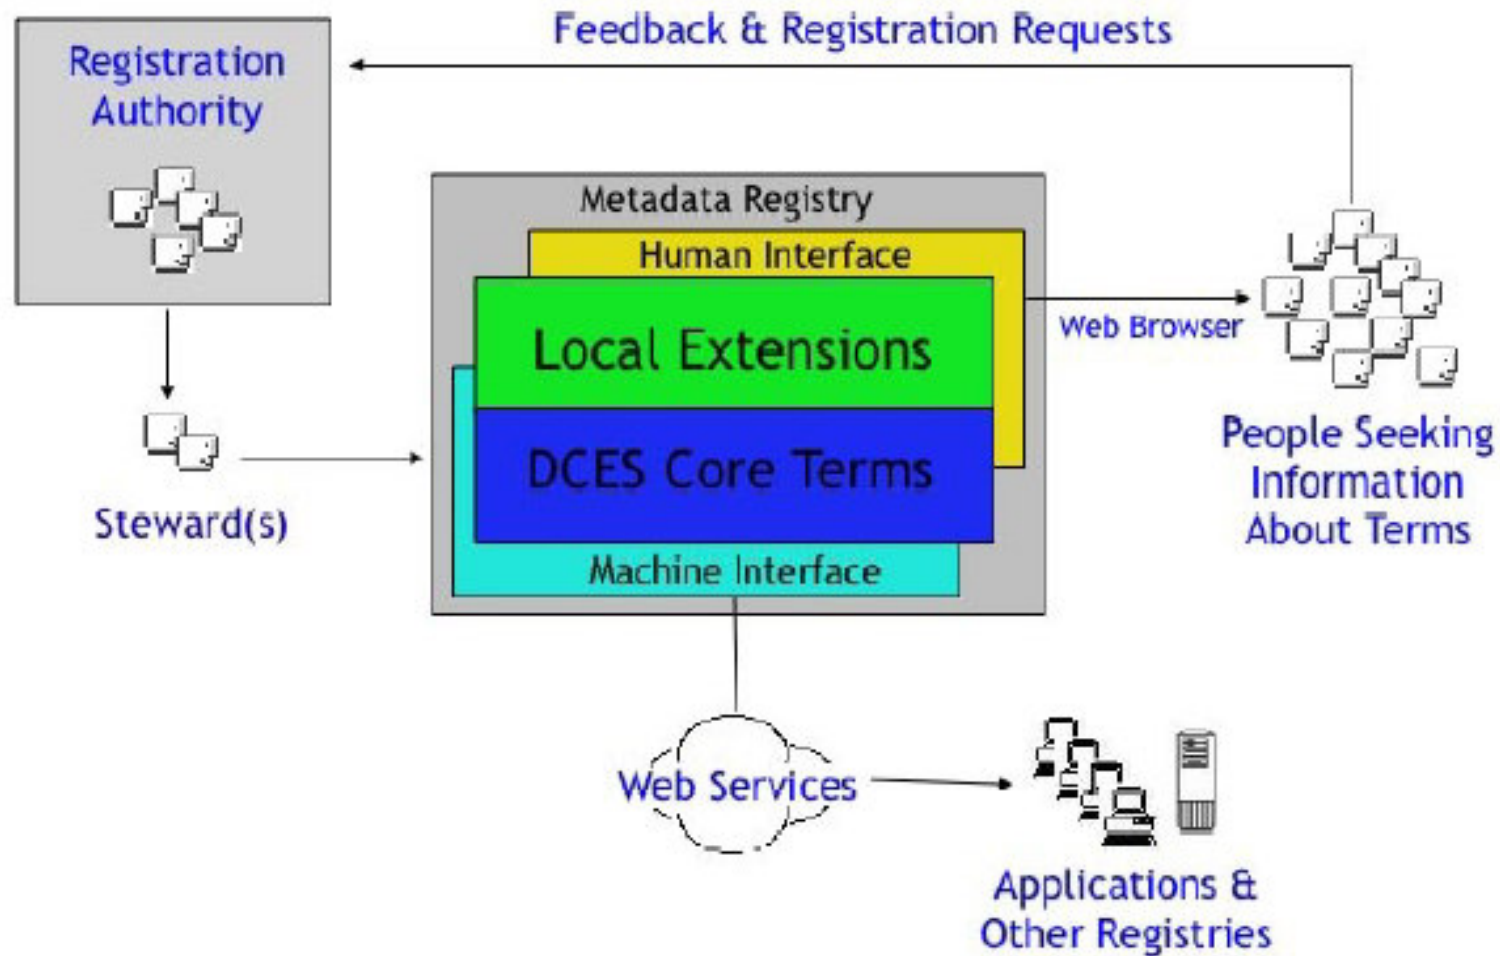 Feedback & Registration Requests
Registration
Authority
Metadata Registry
Human Interface
Local Extensions
Web Browser
DCES Core Terms
People Seeking
Information
About Terms
Steward(s)
Machine Interface
Web Services
Applications &
Other Registries